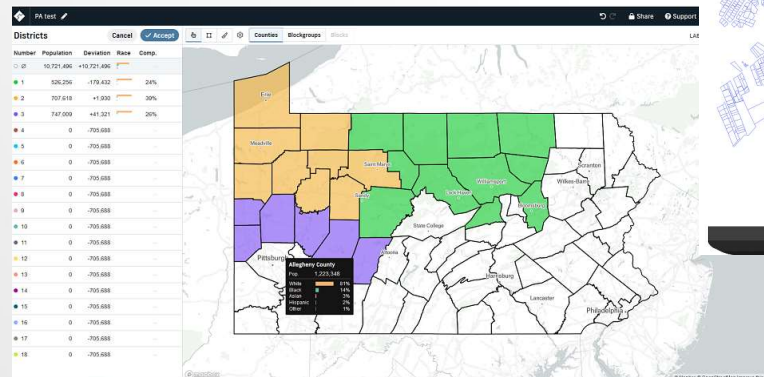 PA test
Share
Support
Districts
Cancel
Accept
Counties
Blockgroups
Blocks
LAB
Number Population Deviation Race Comp.
Ø 10,721,496 +10,721,496
1 526,256 -179,432 24%
2 707,618 +1,930 30%
3 747,009 +41,321 26%
4 0 -705,688
5 0 -705,688
6 0 -705,688
7 0 -705,688
8 0 -705,688
9 0 -705,688
10 0 -705,688
11 0 -705,688
12 0 -705,688
13 0 -705,688
14 0 -705,688
15 0 -705,688
16 0 -705,688
17 0 -705,688
18 0 -705,688
Erie
Meadville
Scranton
Williamsport
Wilkes-Barre
Lock Haven
Bloomsburg
State College
Altoona
Pittsburgh
Harrisburg
Lancaster
Philadelphia
Allegheny County
Pop. 1,223,348
White 81%
Black 14%
Asian 3%
Hispanic 2%
Other 1%
mapbox